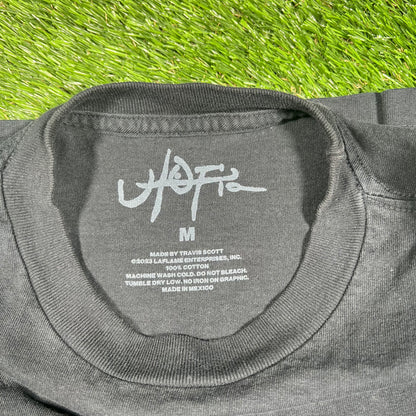 M
MADE BY TRAVIS SCOTT
©2023 LAFLAME ENTERPRISES, INC.
100% COTTON
MACHINE WASH COLD. DO NOT BLEACH.
TUMBLE DRY LOW. NO IRON ON GRAPHIC.
MADE IN MEXICO